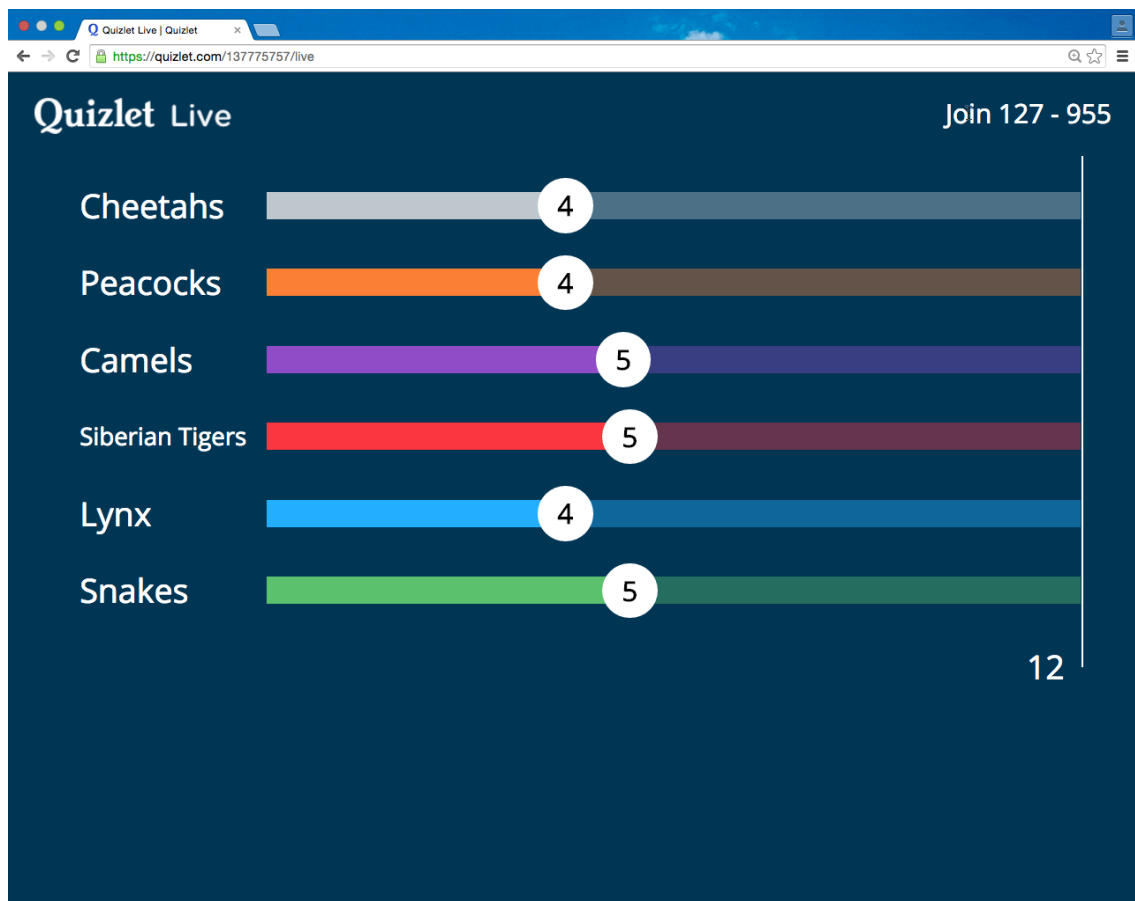 Quizlet Live | Quizlet
https://quizlet.com/137775757/live
Quizlet Live
Join 127 - 955
Cheetahs 4
Peacocks 4
Camels 5
Siberian Tigers 5
Lynx 4
Snakes 5
12